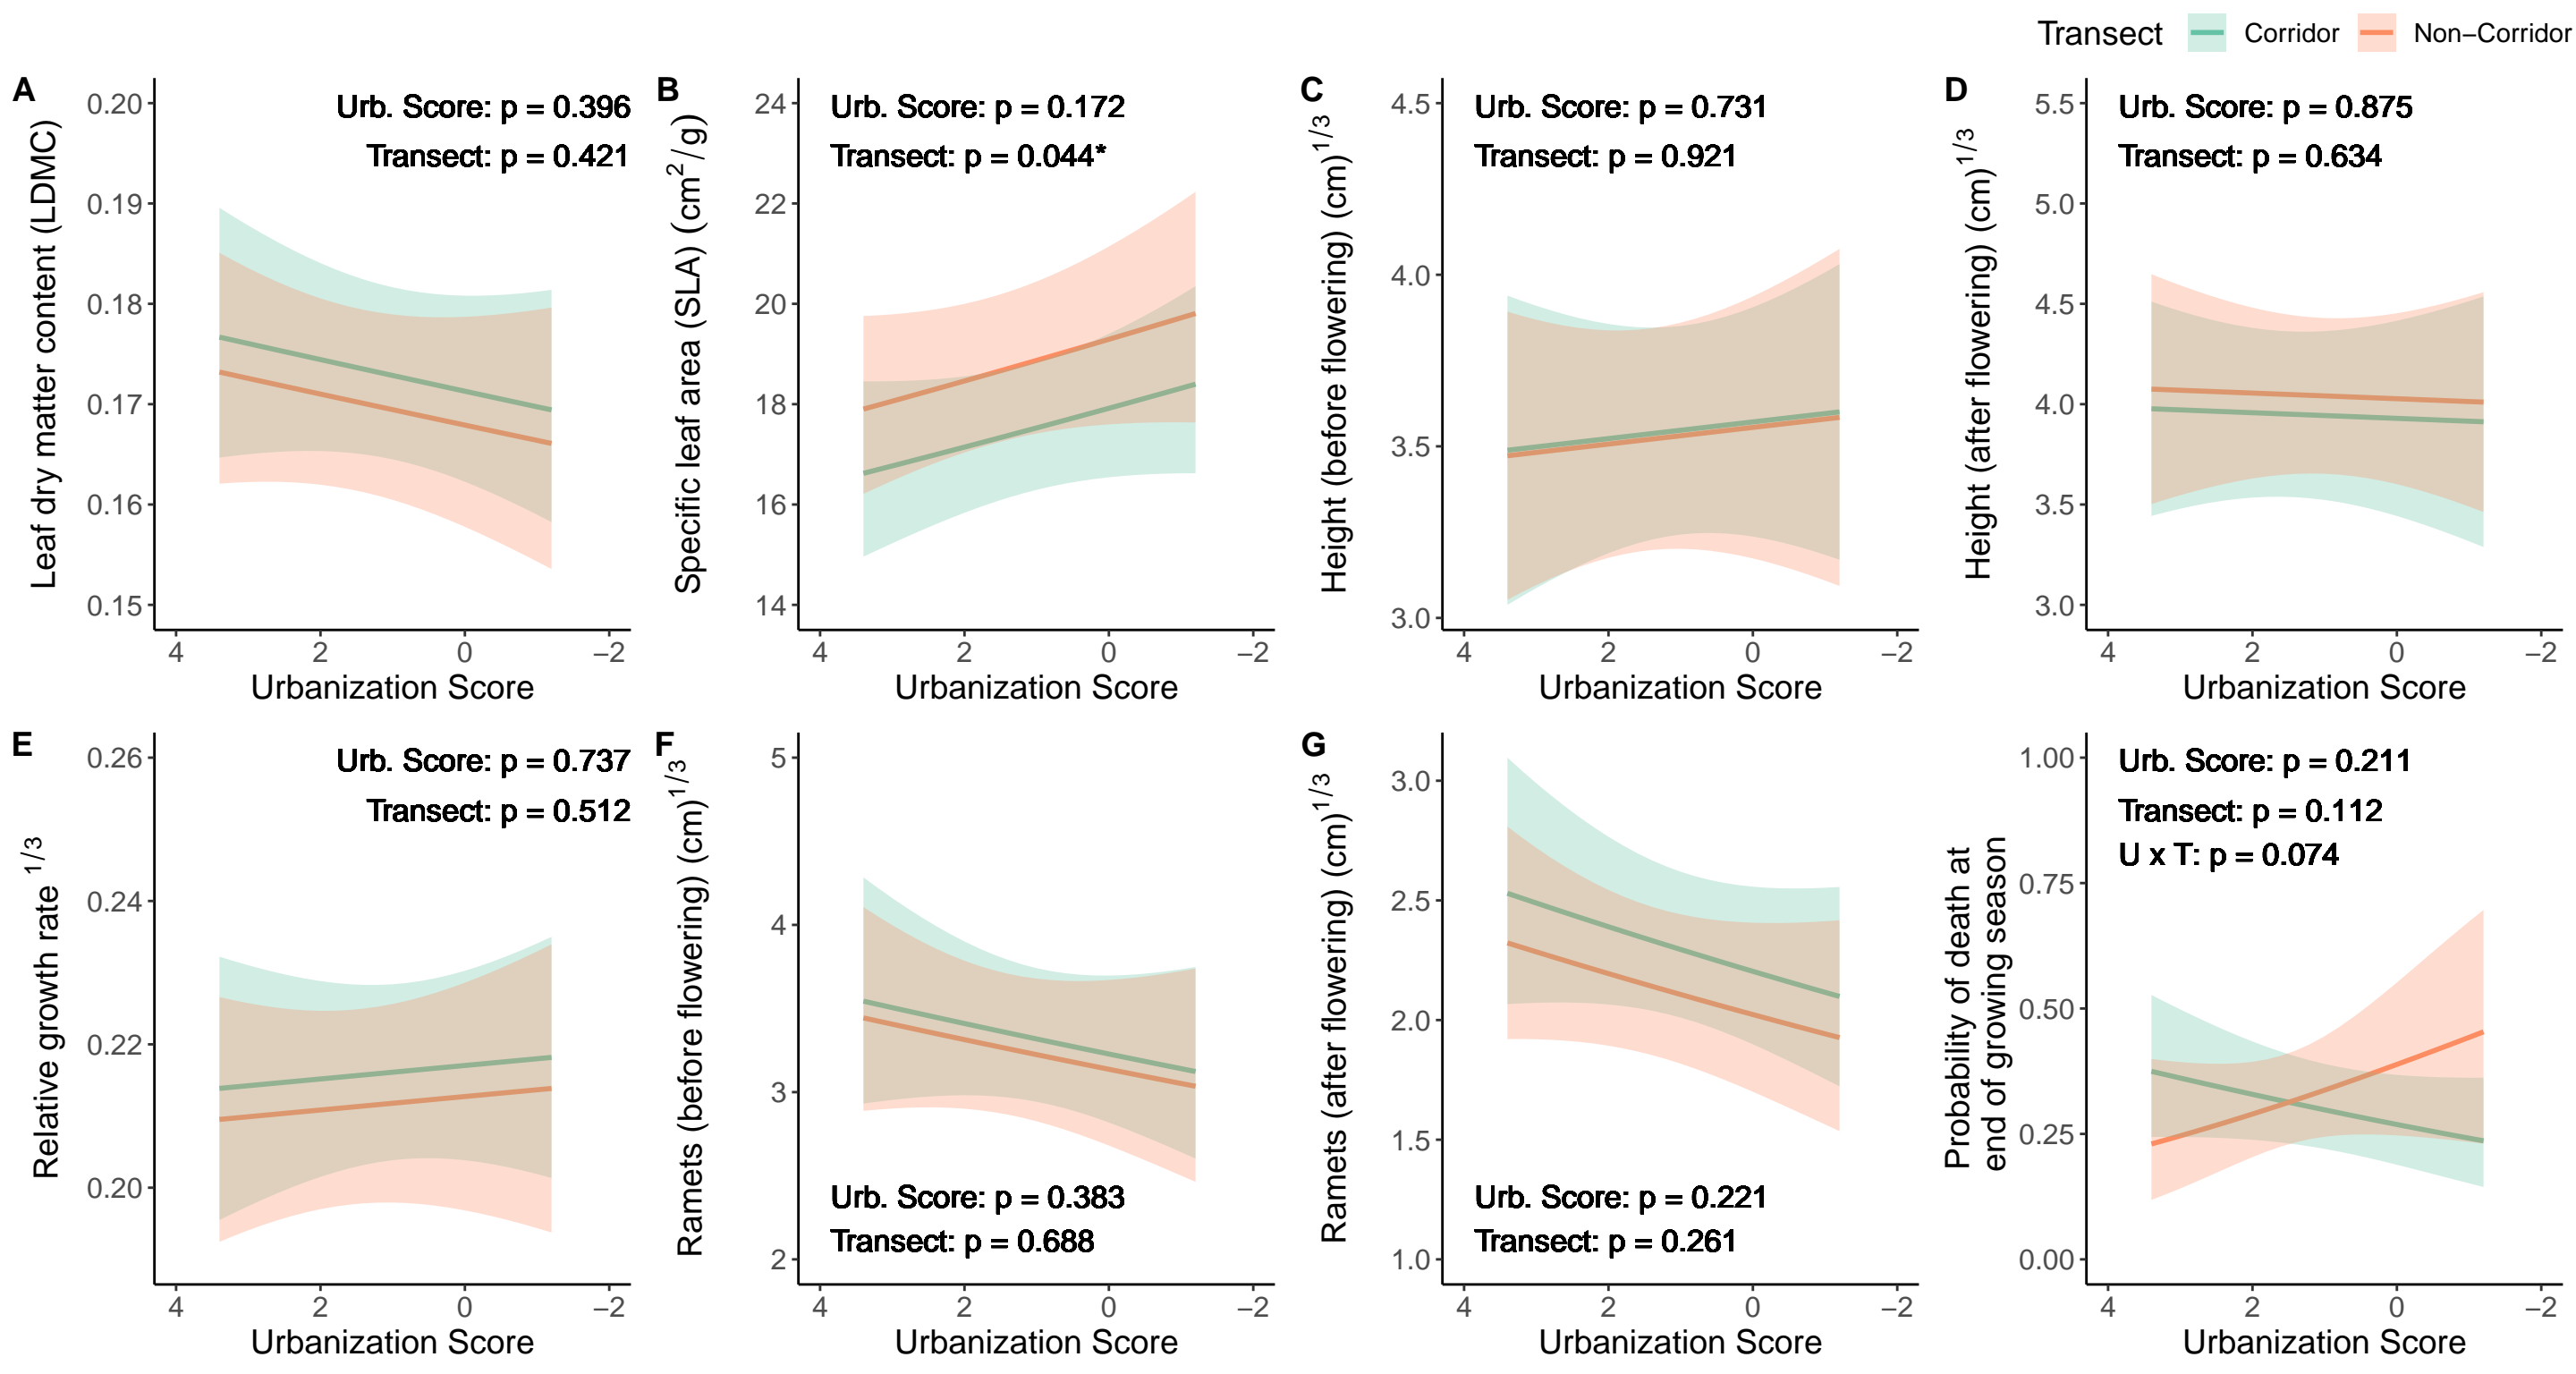 Transect Corridor Non−Corridor
A
Leaf dry matter content (LDMC)
0.20
0.19
0.18
0.17
0.16
0.15
Urb. Score: p = 0.396
Transect: p = 0.421
4 2 0 −2
Urbanization Score
B
Specific leaf area (SLA) (cm²/g)
24
22
20
18
16
14
Urb. Score: p = 0.172
Transect: p = 0.044*
4 2 0 −2
Urbanization Score
C
Height (before flowering) (cm)^1/3
4.5
4.0
3.5
3.0
Urb. Score: p = 0.731
Transect: p = 0.921
4 2 0 −2
Urbanization Score
D
Height (after flowering) (cm)^1/3
5.5
5.0
4.5
4.0
3.5
3.0
Urb. Score: p = 0.875
Transect: p = 0.634
4 2 0 −2
Urbanization Score
E
Relative growth rate ^1/3
0.26
0.24
0.22
0.20
Urb. Score: p = 0.737
Transect: p = 0.512
4 2 0 −2
Urbanization Score
F
Ramets (before flowering) (cm)^1/3
5
4
3
2
Urb. Score: p = 0.383
Transect: p = 0.688
4 2 0 −2
Urbanization Score
G
Ramets (after flowering) (cm)^1/3
3.0
2.5
2.0
1.5
1.0
Urb. Score: p = 0.221
Transect: p = 0.261
4 2 0 −2
Urbanization Score
Probability of death at
end of growing season
1.00
0.75
0.50
0.25
0.00
Urb. Score: p = 0.211
Transect: p = 0.112
U x T: p = 0.074
4 2 0 −2
Urbanization Score